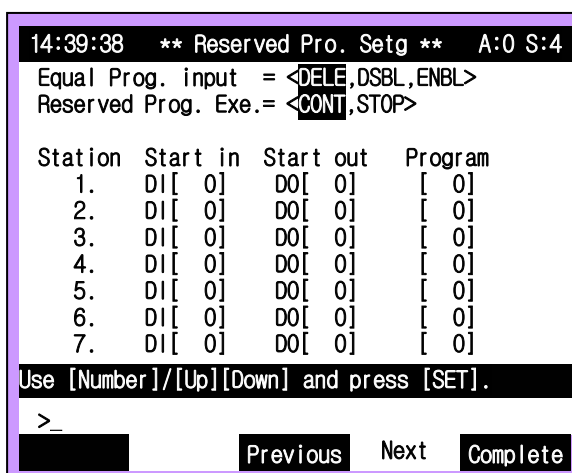 14:39:38 ** Reserved Pro. Setg ** A:0 S:4
Equal Prog. input = <DELE,DSBL,ENBL>
Reserved Prog. Exe.= <CONT,STOP>
Station Start in Start out Program
1. DI[ 0] DO[ 0] [ 0]
2. DI[ 0] DO[ 0] [ 0]
3. DI[ 0] DO[ 0] [ 0]
4. DI[ 0] DO[ 0] [ 0]
5. DI[ 0] DO[ 0] [ 0]
6. DI[ 0] DO[ 0] [ 0]
7. DI[ 0] DO[ 0] [ 0]
Use [Number]/[Up][Down] and press [SET].
>_
Previous Next Complete